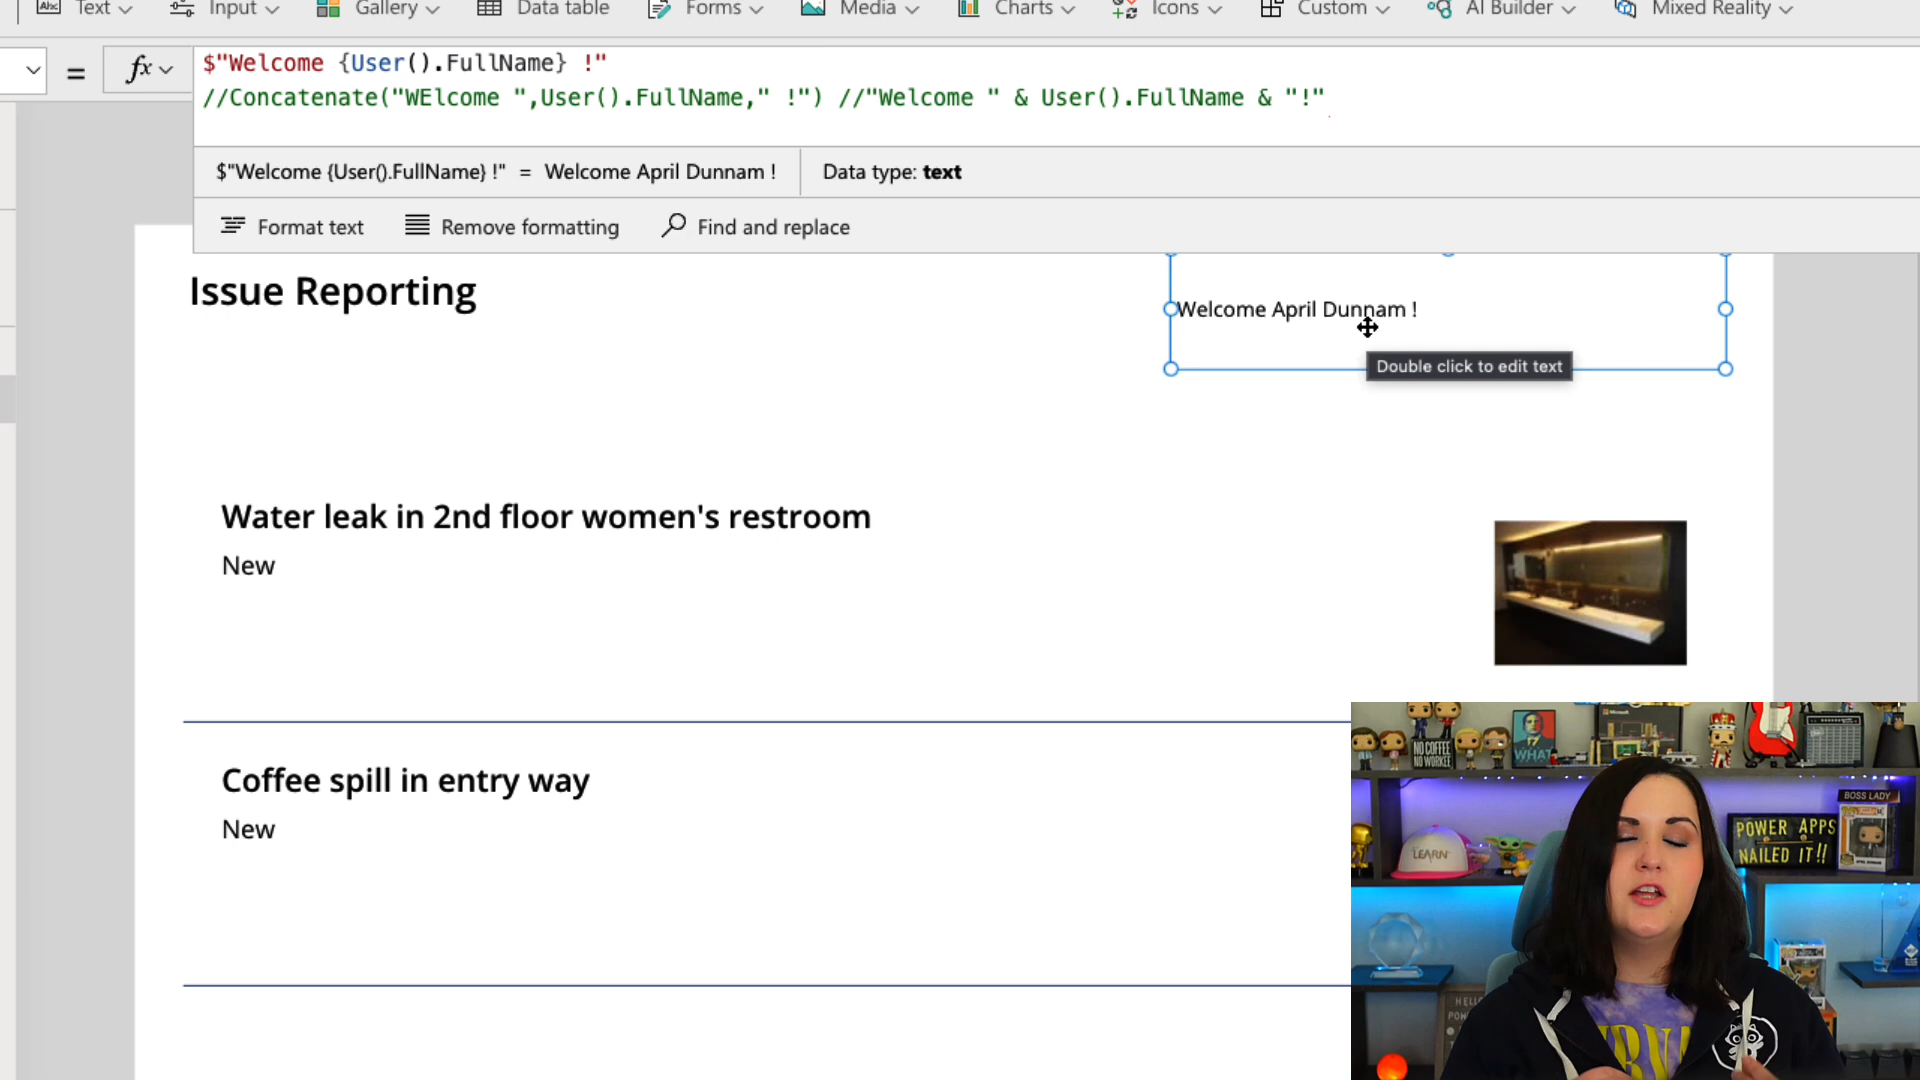 Abc Text Input Gallery Data table Forms Media Charts Icons Custom AI Builder Mixed Reality
= fx $"Welcome {User().FullName} !"
//Concatenate("WElcome ",User().FullName," !") //"Welcome " & User().FullName & "!"
$"Welcome {User().FullName} !" = Welcome April Dunnam ! Data type: text
Format text Remove formatting Find and replace
Issue Reporting
Welcome April Dunnam !
Double click to edit text
Water leak in 2nd floor women's restroom
New
Coffee spill in entry way
New
Microsoft
NO COFFEE
NO WORKEE
WHAT
BOSS LADY
POWER APPS
NAILED IT!!
LEARN
HELLO